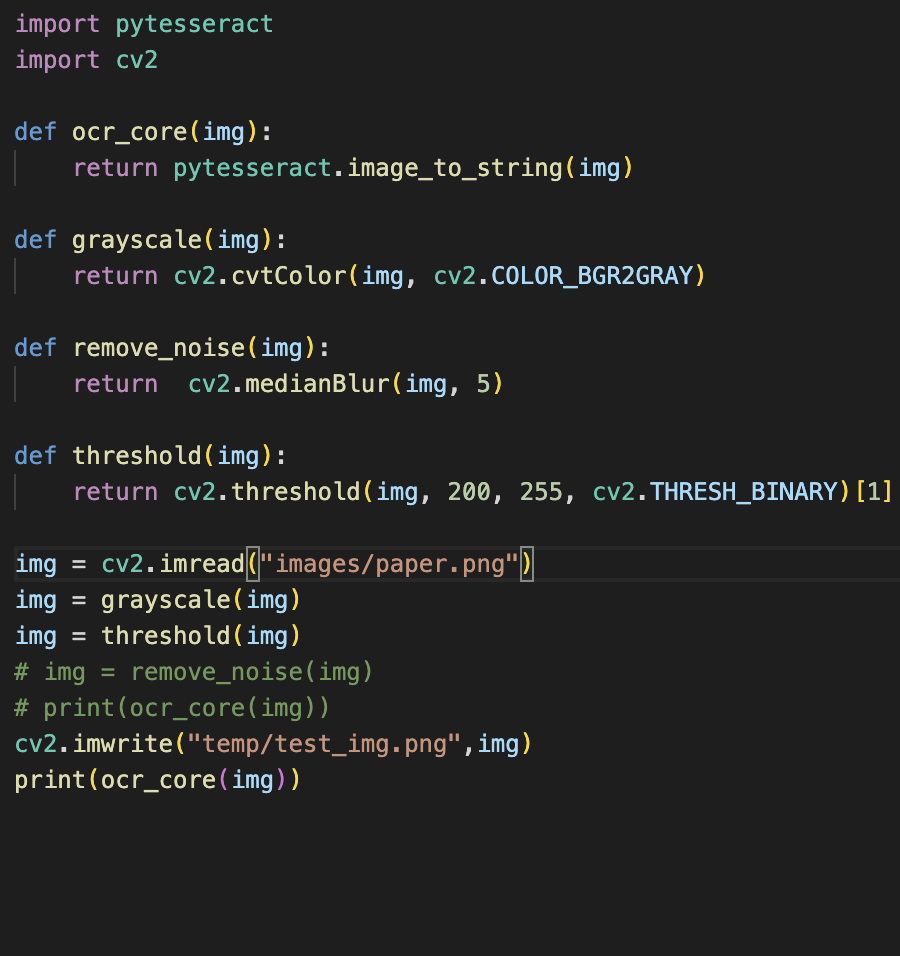 import pytesseract
import cv2

def ocr_core(img):
    return pytesseract.image_to_string(img)

def grayscale(img):
    return cv2.cvtColor(img, cv2.COLOR_BGR2GRAY)

def remove_noise(img):
    return  cv2.medianBlur(img, 5)

def threshold(img):
    return cv2.threshold(img, 200, 255, cv2.THRESH_BINARY)[1]

img = cv2.imread("images/paper.png")
img = grayscale(img)
img = threshold(img)
# img = remove_noise(img)
# print(ocr_core(img))
cv2.imwrite("temp/test_img.png",img)
print(ocr_core(img))